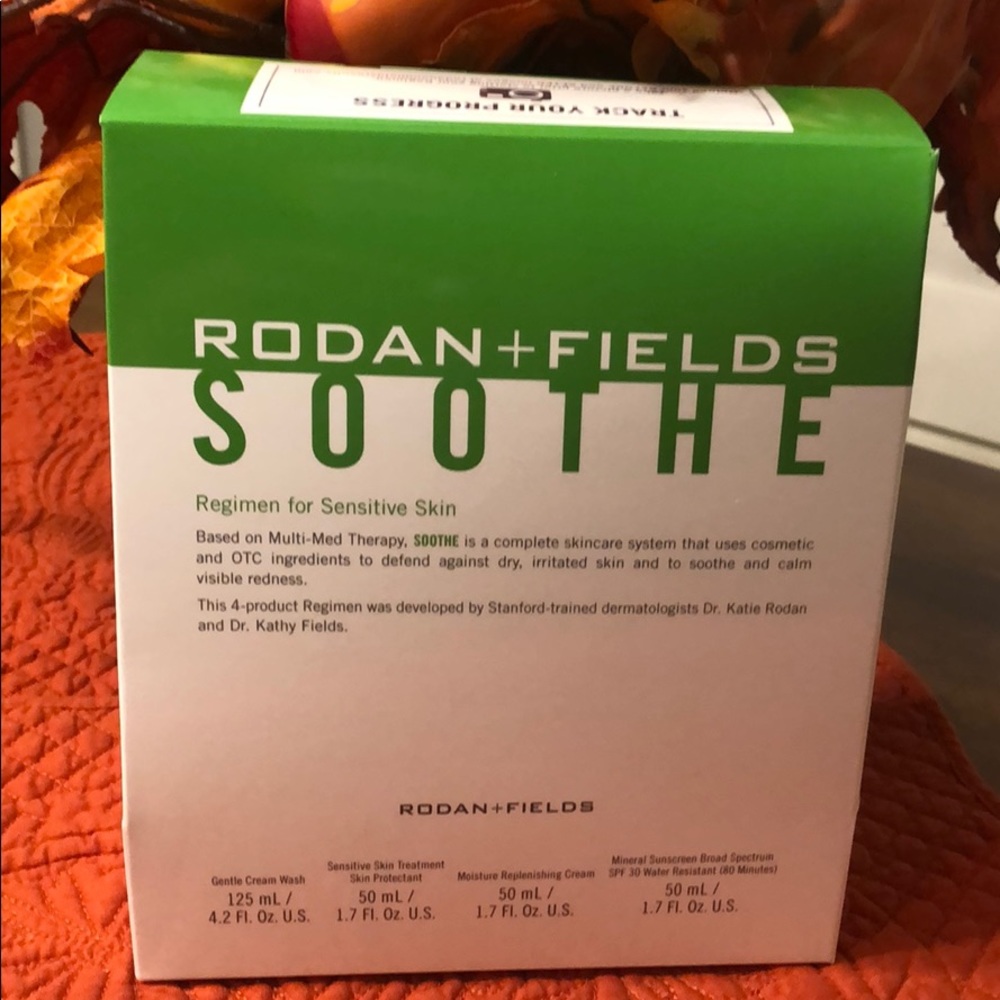 TRACK YOUR PROGRESS
RODAN+FIELDS
SOOTHE
Regimen for Sensitive Skin
Based on Multi-Med Therapy, SOOTHE is a complete skincare system that uses cosmetic
and OTC ingredients to defend against dry, irritated skin and to soothe and calm
visible redness.
This 4-product Regimen was developed by Stanford-trained dermatologists Dr. Katie Rodan
and Dr. Kathy Fields.
RODAN+FIELDS
Gentle Cream Wash
125 mL /
4.2 Fl. Oz. U.S.
Sensitive Skin Treatment
Skin Protectant
50 mL /
1.7 Fl. Oz. U.S.
Moisture Replenishing Cream
50 mL /
1.7 Fl. Oz. U.S.
Mineral Sunscreen Broad Spectrum
SPF 30 Water Resistant (80 Minutes)
50 mL /
1.7 Fl. Oz. U.S.